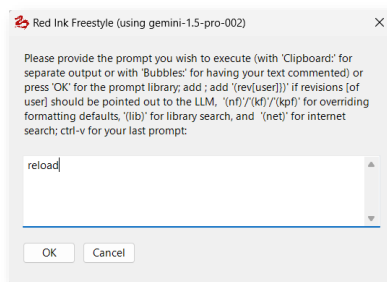 Red Ink Freestyle (using gemini-1.5-pro-002)
Please provide the prompt you wish to execute (with 'Clipboard:' for
separate output or with 'Bubbles:' for having your text commented) or
press 'OK' for the prompt library; add ; add '(rev[user]})' if revisions [of
user] should be pointed out to the LLM,  '(nf)'/'(kf)'/'(kpf)' for overriding
formatting defaults, '(lib)' for library search, and  '(net)' for internet
search; ctrl-v for your last prompt:
reload
OK Cancel